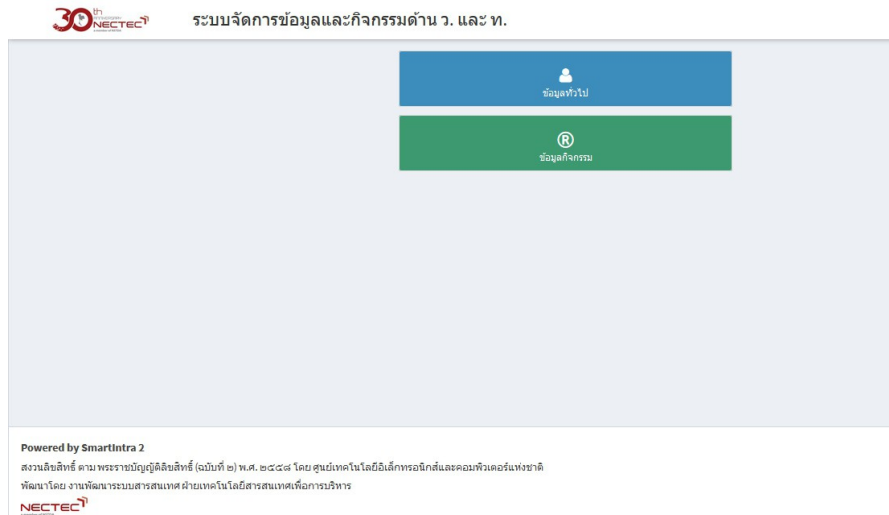 30th NECTEC
ระบบจัดการข้อมูลและกิจกรรมด้าน ว. และ ท.
ข้อมูลทั่วไป
ข้อมูลกิจกรรม
Powered by SmartIntra 2
สงวนลิขสิทธิ์ ตาม พระราชบัญญัติลิขสิทธิ์ (ฉบับที่ ๒) พ.ศ. ๒๕๕๘ โดย ศูนย์เทคโนโลยีอิเล็กทรอนิกส์และคอมพิวเตอร์แห่งชาติ
พัฒนาโดย งานพัฒนาระบบสารสนเทศ ฝ่ายเทคโนโลยีสารสนเทศเพื่อการบริหาร
NECTEC